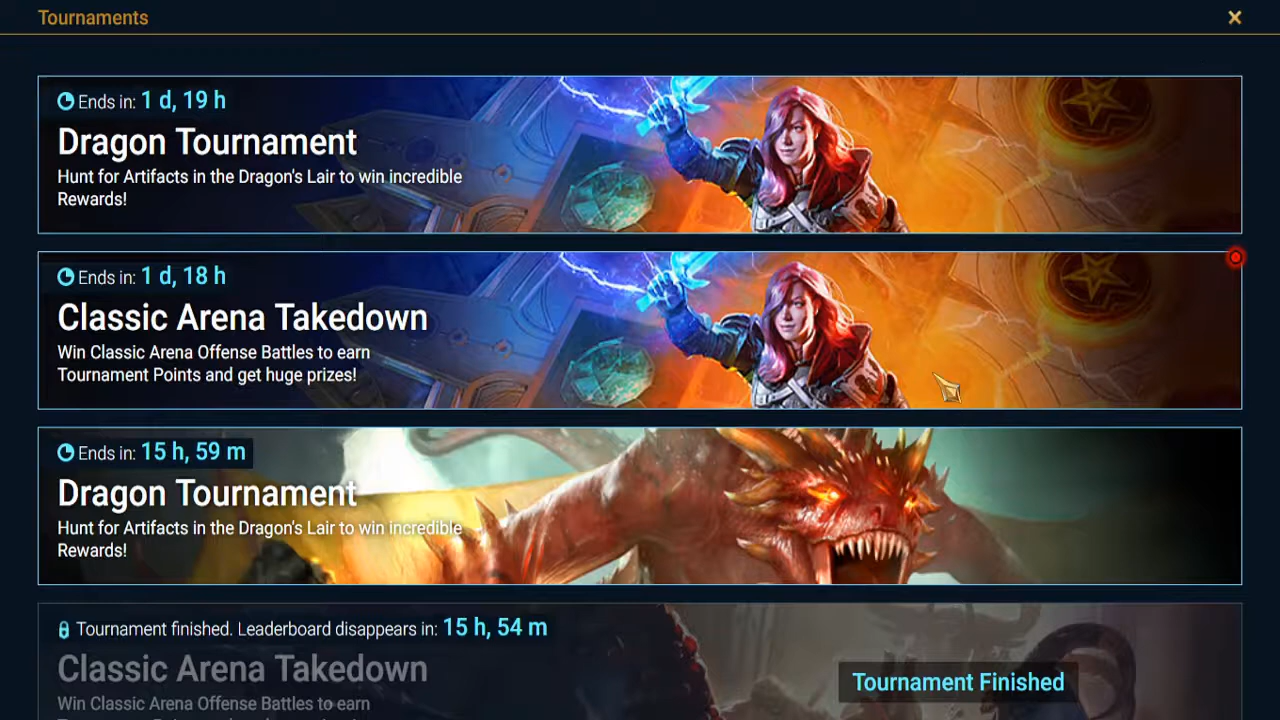 Tournaments
Ends in: 1 d, 19 h
Dragon Tournament
Hunt for Artifacts in the Dragon's Lair to win incredible
Rewards!
Ends in: 1 d, 18 h
Classic Arena Takedown
Win Classic Arena Offense Battles to earn
Tournament Points and get huge prizes!
Ends in: 15 h, 59 m
Dragon Tournament
Hunt for Artifacts in the Dragon's Lair to win incredible
Rewards!
Tournament finished. Leaderboard disappears in: 15 h, 54 m
Classic Arena Takedown
Tournament Finished
Win Classic Arena Offense Battles to earn